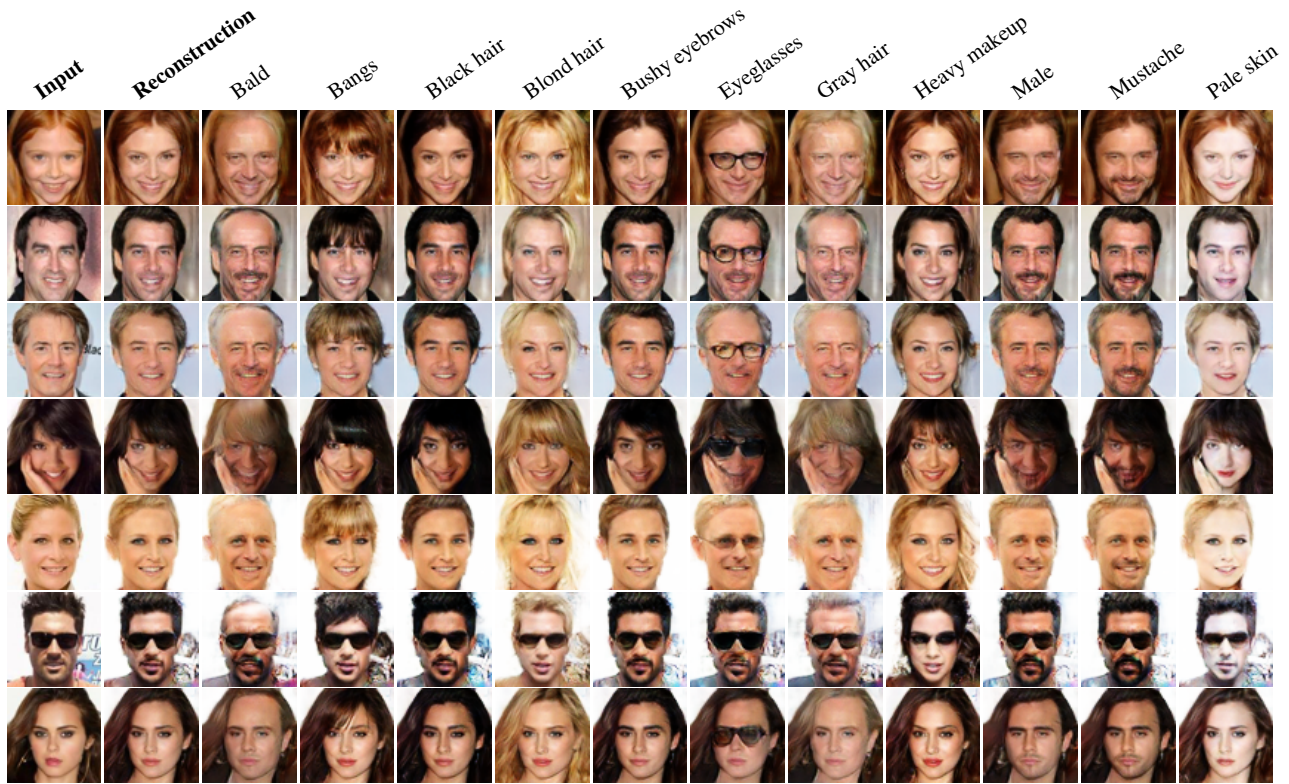 Input
Reconstruction
Bald
Bangs
Black hair
Blond hair
Bushy eyebrows
Eyeglasses
Gray hair
Heavy makeup
Male
Mustache
Pale skin